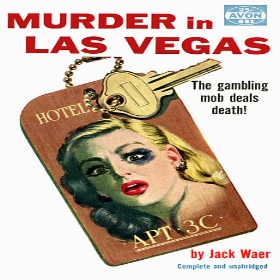 MURDER in
LAS VEGAS
25¢
AVON
The gambling
mob deals
death!
HOTEL
APT 3C
by Jack Waer
Complete and unabridged